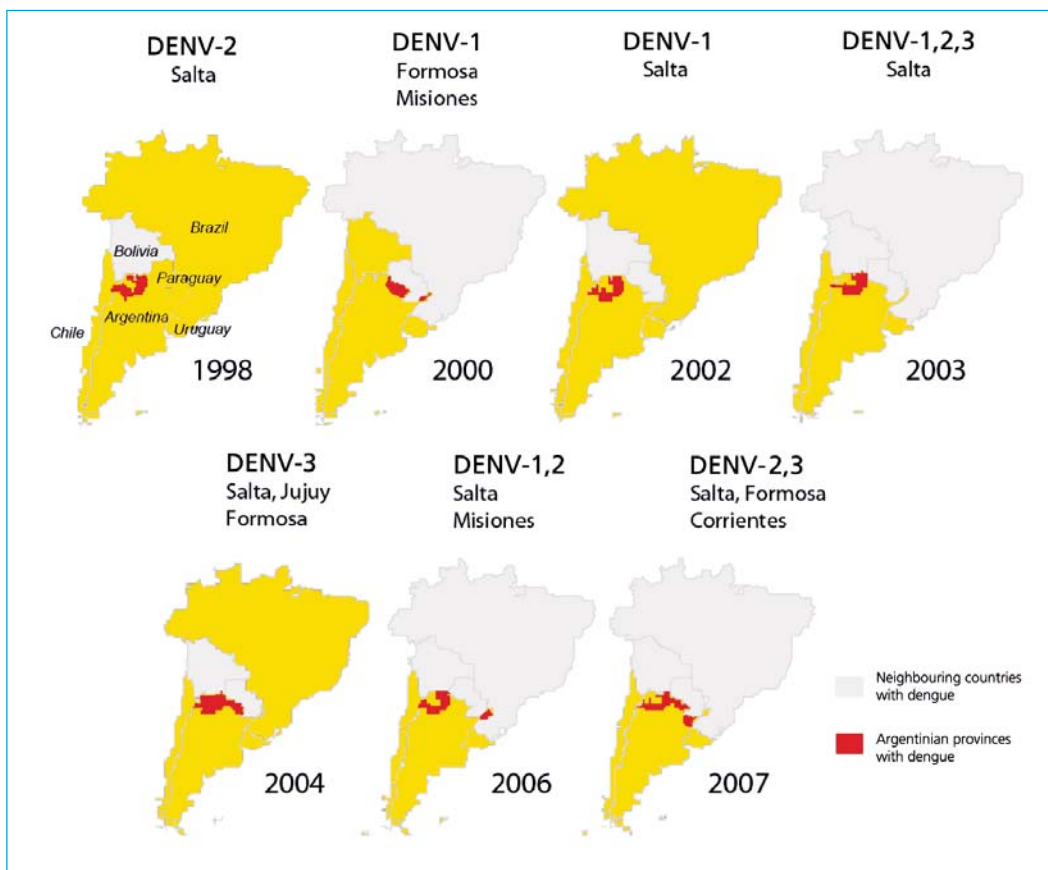 DENV-2
Salta
DENV-1
Formosa
Misiones
DENV-1
Salta
DENV-1,2,3
Salta
Brazil
Bolivia
Paraguay
Argentina
Chile
Uruguay
1998
2000
2002
2003
DENV-3
Salta, Jujuy
Formosa
DENV-1,2
Salta
Misiones
DENV-2,3
Salta, Formosa
Corrientes
Neighbouring countries
with dengue
Argentinian provinces
with dengue
2004
2006
2007